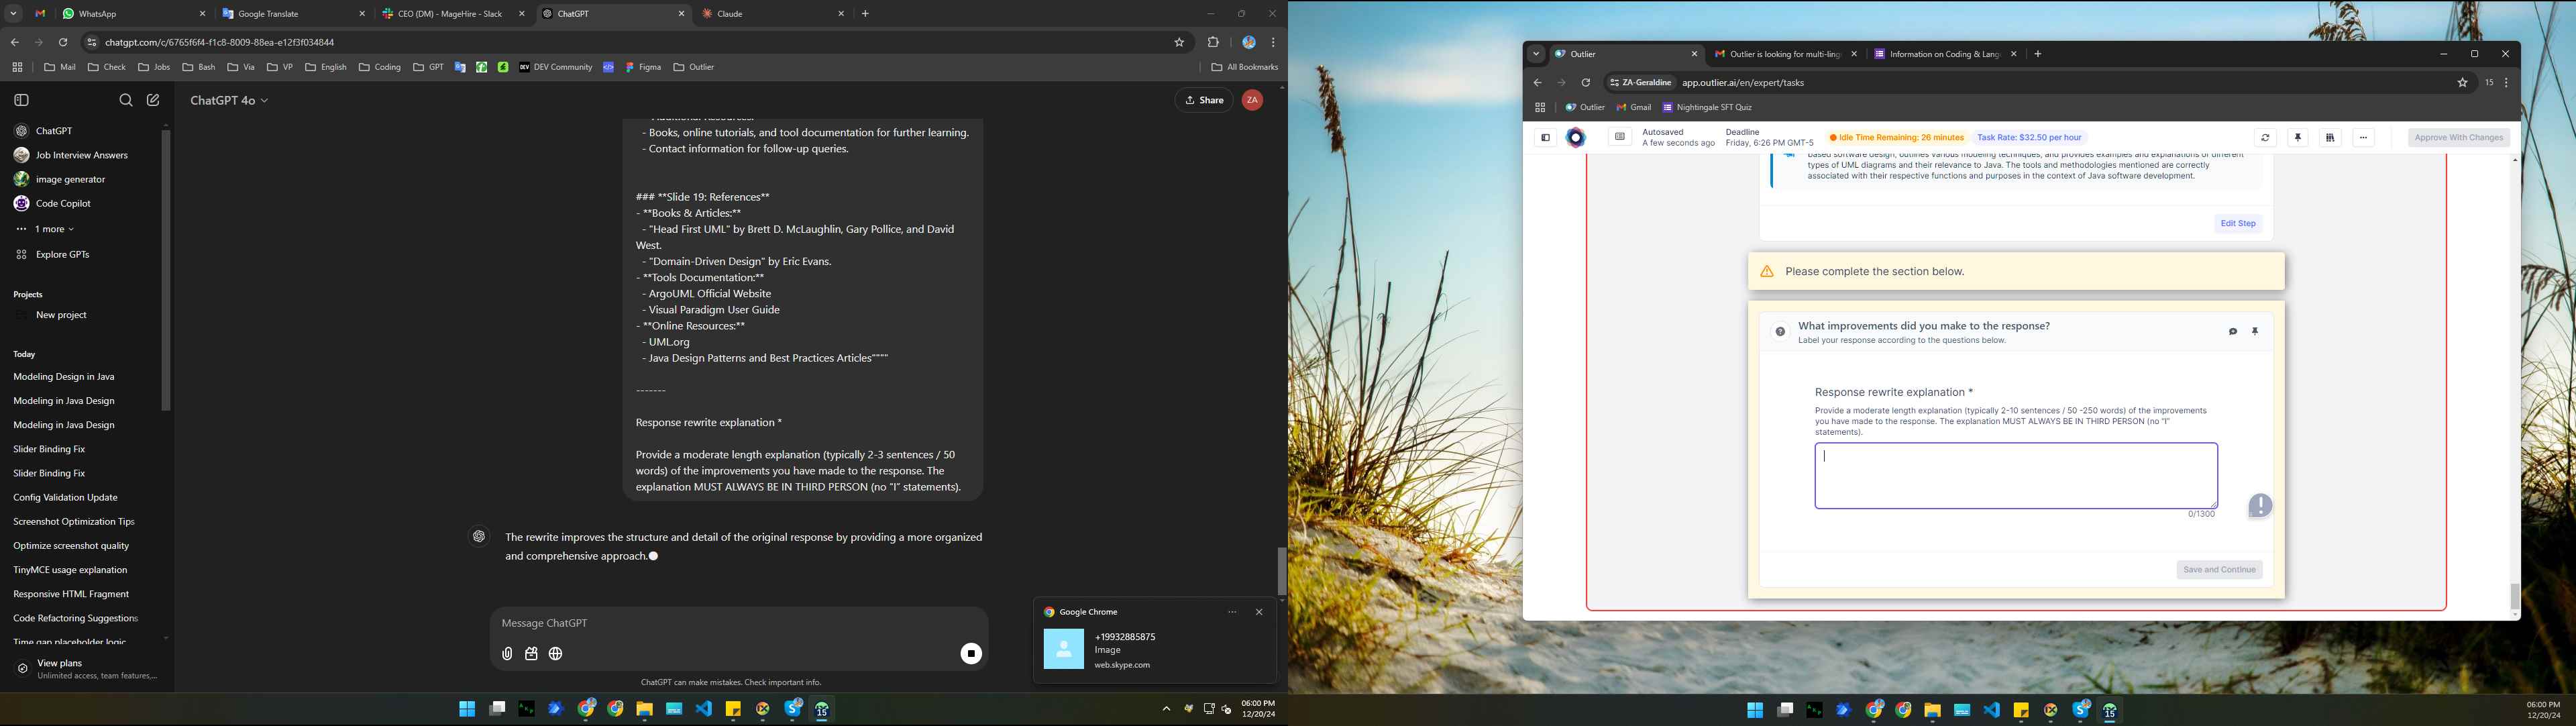 WhatsApp
Google Translate
CEO (DM) - MageHire - Slack
ChatGPT
Claude
chatgpt.com/c/6765f6f4-f1c8-8009-88ea-e12f3f034844
Mail
Check
Jobs
Bash
Via
VP
English
Coding
GPT
DEV Community
Figma
Outlier
All Bookmarks
ChatGPT 4o
Share
ZA
ChatGPT
Job Interview Answers
image generator
Code Copilot
1 more
Explore GPTs
Projects
New project
Today
Modeling Design in Java
Modeling in Java Design
Modeling in Java Design
Slider Binding Fix
Slider Binding Fix
Config Validation Update
Screenshot Optimization Tips
Optimize screenshot quality
TinyMCE usage explanation
Responsive HTML Fragment
Code Refactoring Suggestions
Time gap placeholder logic
View plans
Unlimited access, team features,...
- Books, online tutorials, and tool documentation for further learning.
- Contact information for follow-up queries.
### **Slide 19: References**
- **Books & Articles:**
- "Head First UML" by Brett D. McLaughlin, Gary Pollice, and David
West.
- "Domain-Driven Design" by Eric Evans.
- **Tools Documentation:**
- ArgoUML Official Website
- Visual Paradigm User Guide
- **Online Resources:**
- UML.org
- Java Design Patterns and Best Practices Articles""""
-------
Response rewrite explanation *
Provide a moderate length explanation (typically 2-3 sentences / 50
words) of the improvements you have made to the response. The
explanation MUST ALWAYS BE IN THIRD PERSON (no "I" statements).
The rewrite improves the structure and detail of the original response by providing a more organized
and comprehensive approach.
Message ChatGPT
ChatGPT can make mistakes. Check important info.
Google Chrome
+19932885875
Image
web.skype.com
06:00 PM
12/20/24
Outlier
Outlier is looking for multi-ling
Information on Coding & Lang
ZA-Geraldine
app.outlier.ai/en/expert/tasks
15
Outlier
Gmail
Nightingale SFT Quiz
Autosaved
A few seconds ago
Deadline
Friday, 6:26 PM GMT-5
Idle Time Remaining: 26 minutes
Task Rate: $32.50 per hour
Approve With Changes
based software design, outlines various modeling techniques, and provides examples and explanations of different
types of UML diagrams and their relevance to Java. The tools and methodologies mentioned are correctly
associated with their respective functions and purposes in the context of Java software development.
Edit Step
Please complete the section below.
What improvements did you make to the response?
Label your response according to the questions below.
Response rewrite explanation *
Provide a moderate length explanation (typically 2-10 sentences / 50 -250 words) of the improvements
you have made to the response. The explanation MUST ALWAYS BE IN THIRD PERSON (no "I"
statements).
0/1300
Save and Continue
06:00 PM
12/20/24